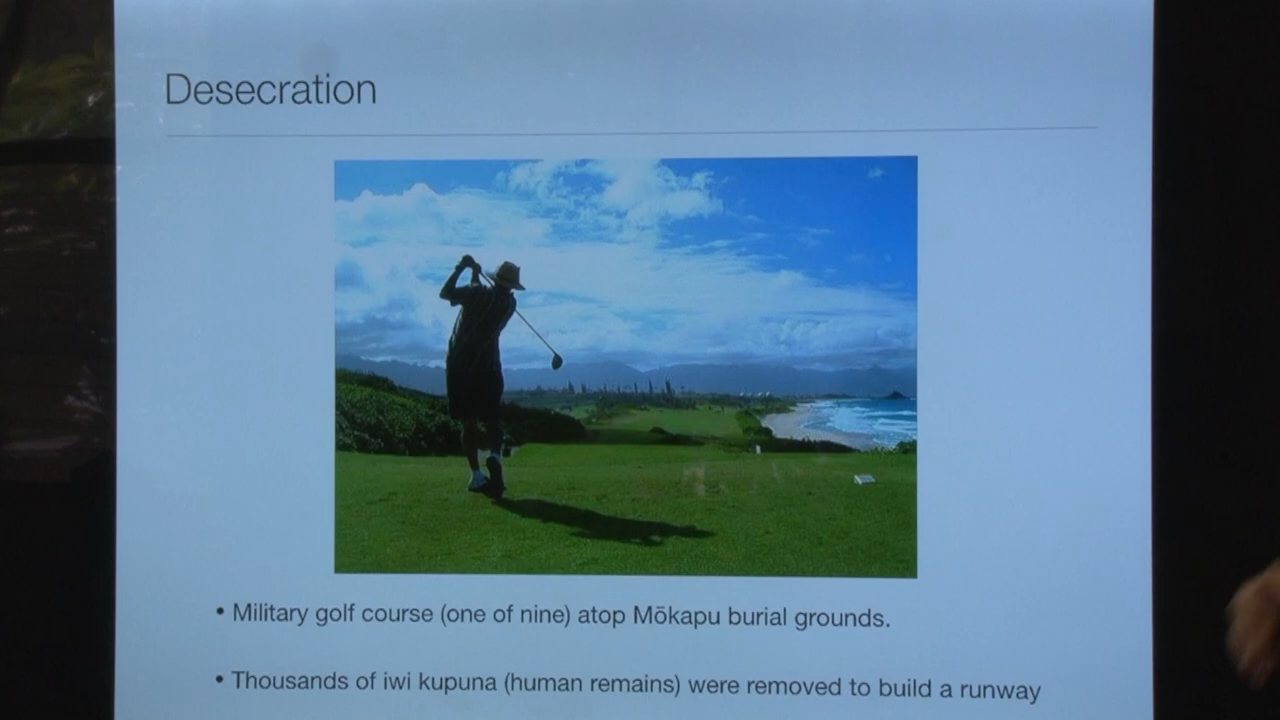 Desecration
• Military golf course (one of nine) atop Mōkapu burial grounds.
• Thousands of iwi kupuna (human remains) were removed to build a runway